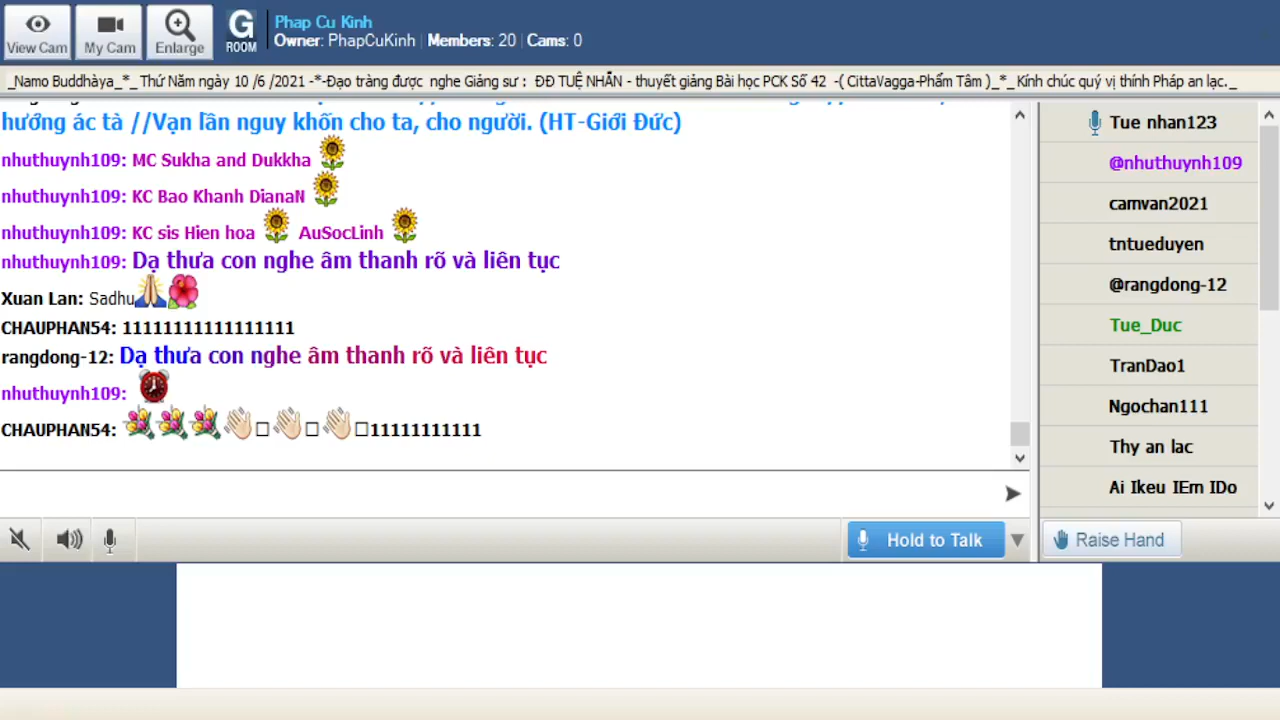 Phap Cu Kinh
Owner: PhapCuKinh | Members: 20 | Cams: 0
View Cam
My Cam
Enlarge
G ROOM
_Namo Buddhàya_*_ Thứ Năm ngày 10 /6 /2021 -*-Đạo tràng được nghe Giảng sư : ĐĐ TUỆ NHẪN - thuyết giảng Bài học PCK Số 42 -( CittaVagga-Phẩm Tâm )_*_Kính chúc quý vị thính Pháp an lạc._
hướng ác tà //Vạn lần nguy khốn cho ta, cho người. (HT-Giới Đức)
nhuthuynh109: MC Sukha and Dukkha
nhuthuynh109: KC Bao Khanh DianaN
nhuthuynh109: KC sis Hien hoa AuSocLinh
nhuthuynh109: Dạ thưa con nghe âm thanh rõ và liên tục
Xuan Lan: Sadhu
CHAUPHAN54: 11111111111111111
rangdong-12: Dạ thưa con nghe âm thanh rõ và liên tục
nhuthuynh109:
CHAUPHAN54: 11111111111
Tue nhan123
@nhuthuynh109
camvan2021
tntueduyen
@rangdong-12
Tue_Duc
TranDao1
Ngochan111
Thy an lac
Ai Ikeu IEm IDo
Hold to Talk
Raise Hand